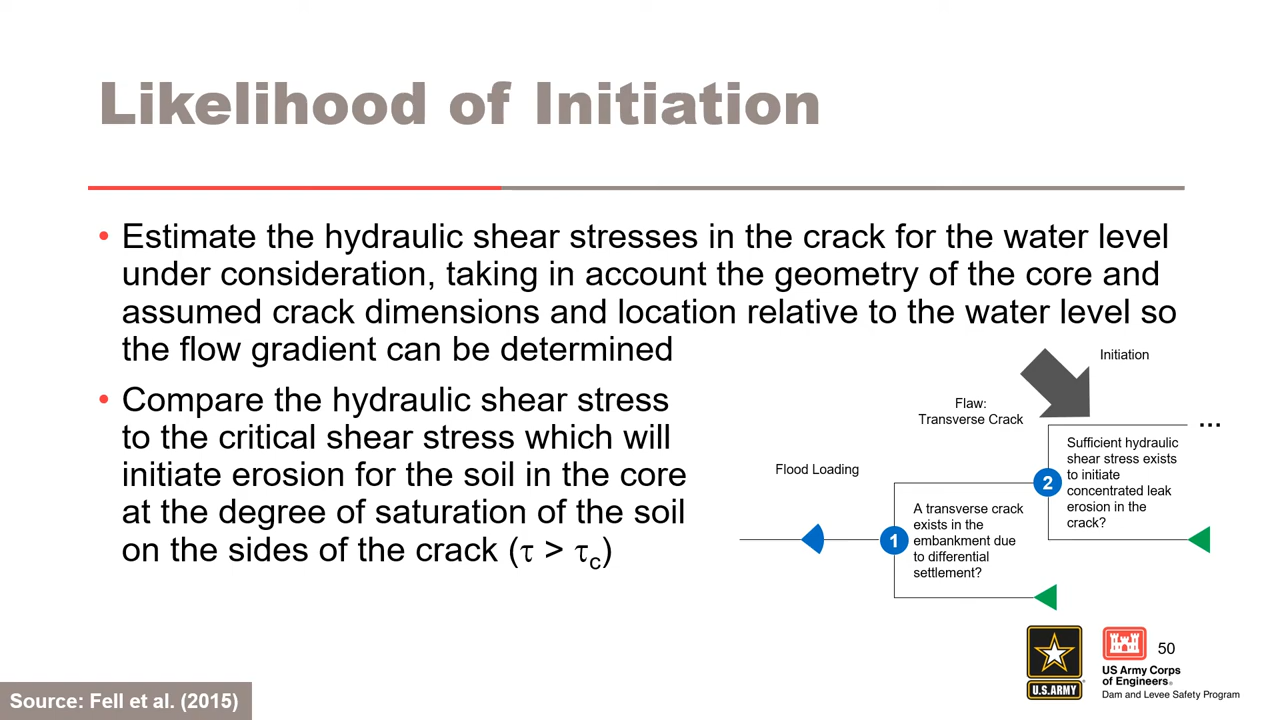 Likelihood of Initiation
• Estimate the hydraulic shear stresses in the crack for the water level
under consideration, taking in account the geometry of the core and
assumed crack dimensions and location relative to the water level so
the flow gradient can be determined
• Compare the hydraulic shear stress
to the critical shear stress which will
initiate erosion for the soil in the core
at the degree of saturation of the soil
on the sides of the crack (τ > τc)
Initiation
Flaw:
Transverse Crack
Flood Loading
1
A transverse crack
exists in the
embankment due
to differential
settlement?
2
Sufficient hydraulic
shear stress exists
to initiate
concentrated leak
erosion in the
crack?
...
U.S.ARMY
50
US Army Corps
of Engineers®
Dam and Levee Safety Program
Source: Fell et al. (2015)